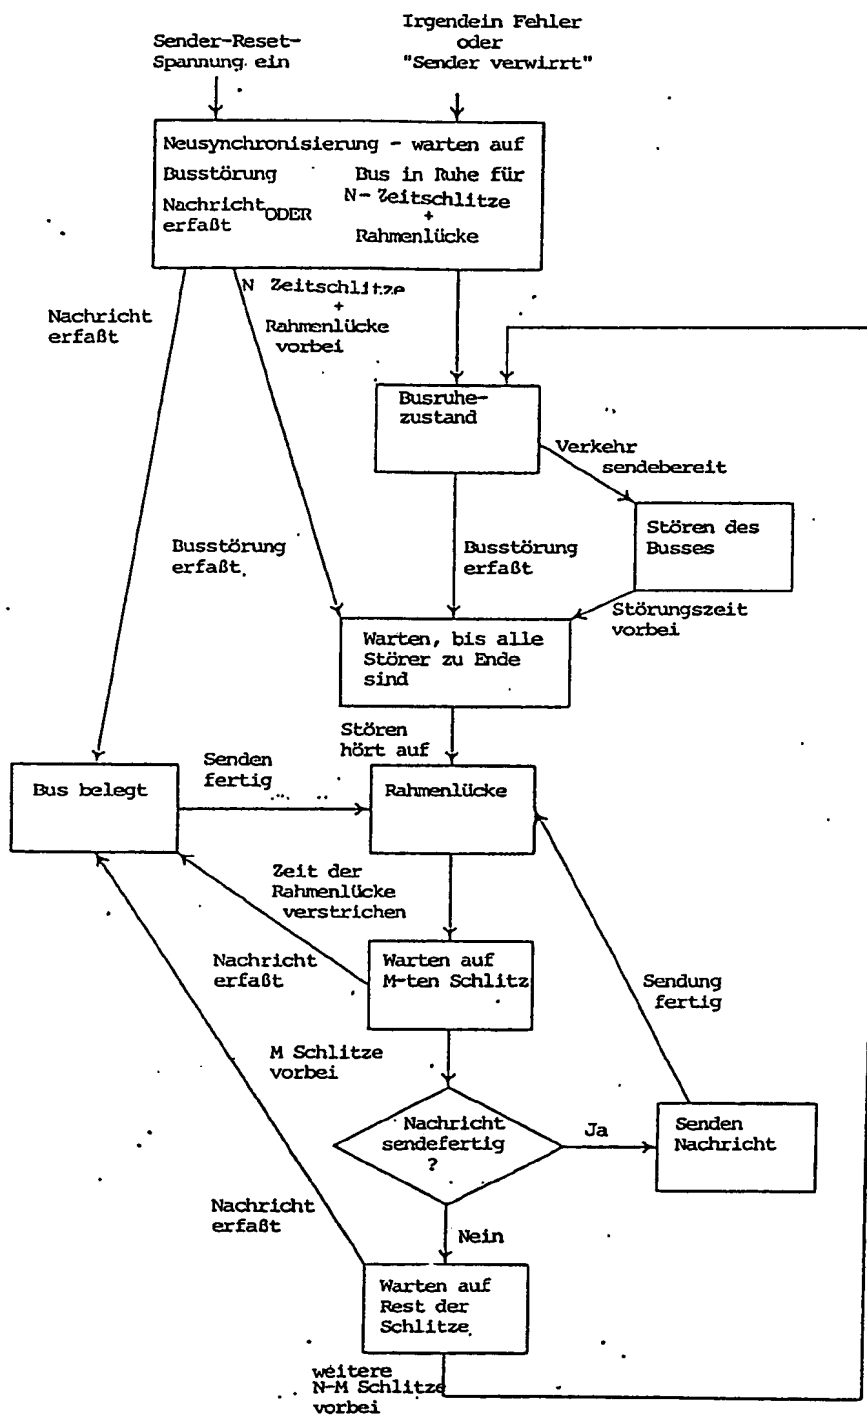 Sender-Reset-
Spannung ein
Irgendein Fehler
oder
"Sender verwirrt"
Neusynchronisierung - warten auf
Busstörung
Nachricht ODER
erfaßt
Bus in Ruhe für
N-Zeitschlitze
+
Rahmenlücke
Nachricht
erfaßt
N Zeitschlitze
+
Rahmenlücke
vorbei
Busruhe-
zustand
Verkehr
sendebereit
Stören des
Busses
Busstörung
erfaßt.
Busstörung
erfaßt
Störungszeit
vorbei
Warten, bis alle
Störer zu Ende
sind
Stören
hört auf
Bus belegt
Senden
fertig
Rahmenlücke
Zeit der
Rahmenlücke
verstrichen
Nachricht
erfaßt
Warten auf
M-ten Schlitz
Sendung
fertig
M Schlitze
vorbei
Nachricht
sendefertig
?
Ja
Senden
Nachricht
Nachricht
erfaßt
Nein
Warten auf
Rest der
Schlitze
weitere
N-M Schlitze
vorbei